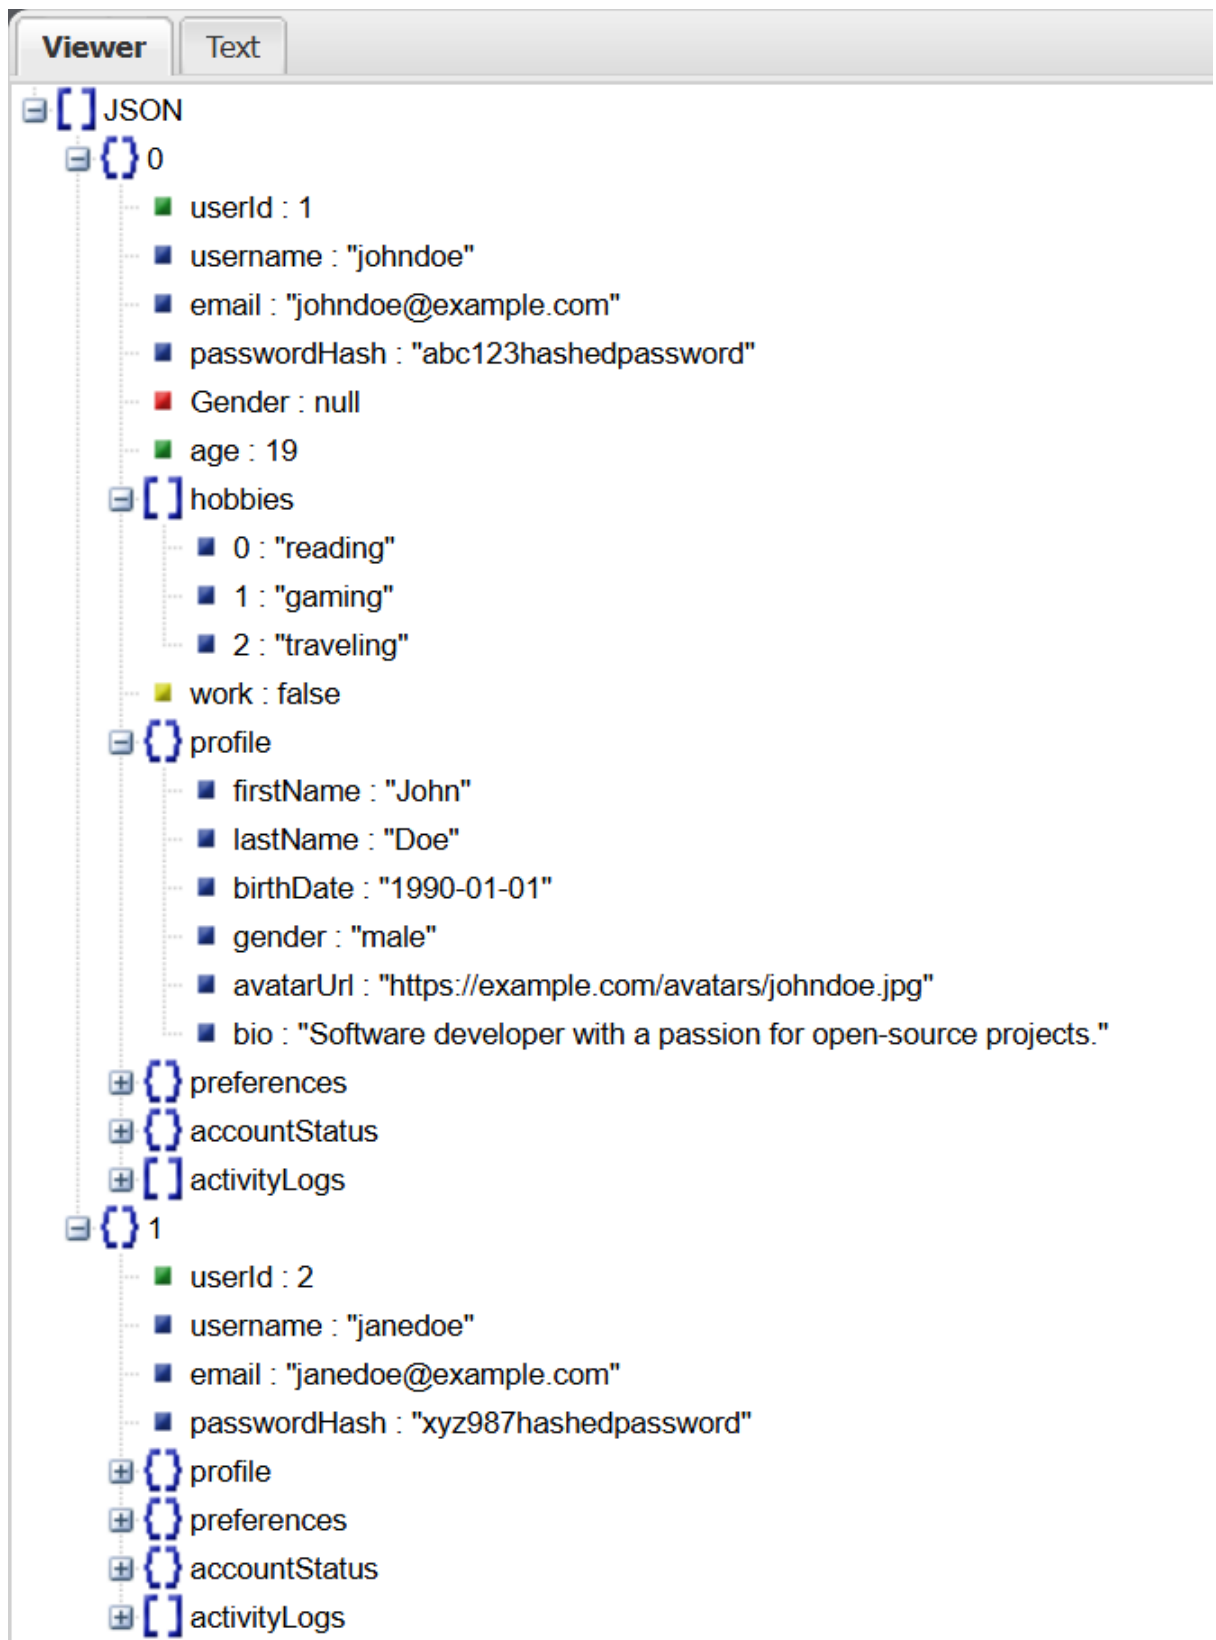 Viewer Text
JSON
0
userId : 1
username : "johndoe"
email : "johndoe@example.com"
passwordHash : "abc123hashedpassword"
Gender : null
age : 19
hobbies
0 : "reading"
1 : "gaming"
2 : "traveling"
work : false
profile
firstName : "John"
lastName : "Doe"
birthDate : "1990-01-01"
gender : "male"
avatarUrl : "https://example.com/avatars/johndoe.jpg"
bio : "Software developer with a passion for open-source projects."
preferences
accountStatus
activityLogs
1
userId : 2
username : "janedoe"
email : "janedoe@example.com"
passwordHash : "xyz987hashedpassword"
profile
preferences
accountStatus
activityLogs